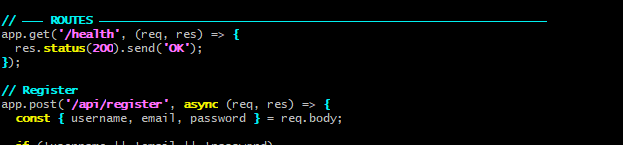 // —— ROUTES ——————————————————————————————
app.get('/health', (req, res) => {
  res.status(200).send('OK');
});
// Register
app.post('/api/register', async (req, res) => {
  const { username, email, password } = req.body;